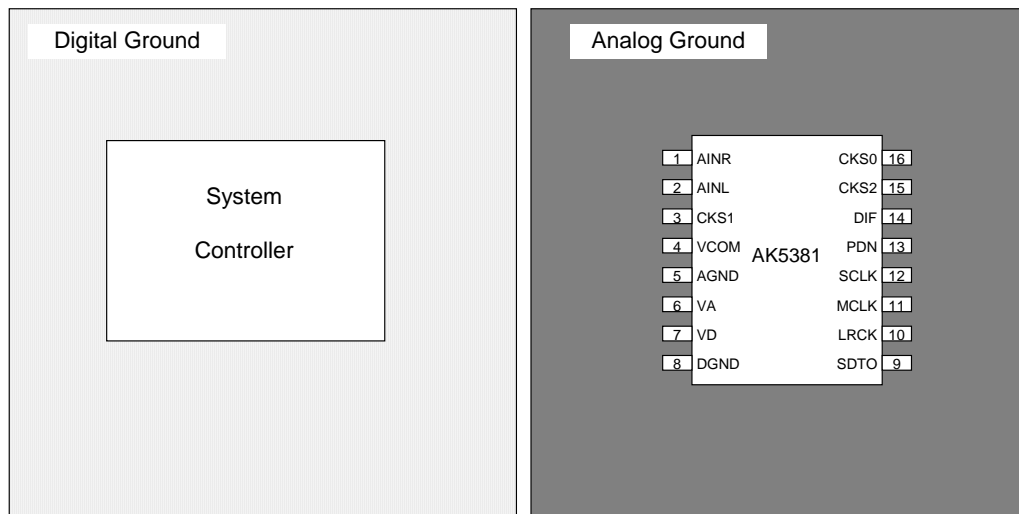 Digital Ground
System
Controller
Analog Ground
1 AINR
2 AINL
3 CKS1
4 VCOM
5 AGND
6 VA
7 VD
8 DGND
AK5381
CKS0 16
CKS2 15
DIF 14
PDN 13
SCLK 12
MCLK 11
LRCK 10
SDTO 9